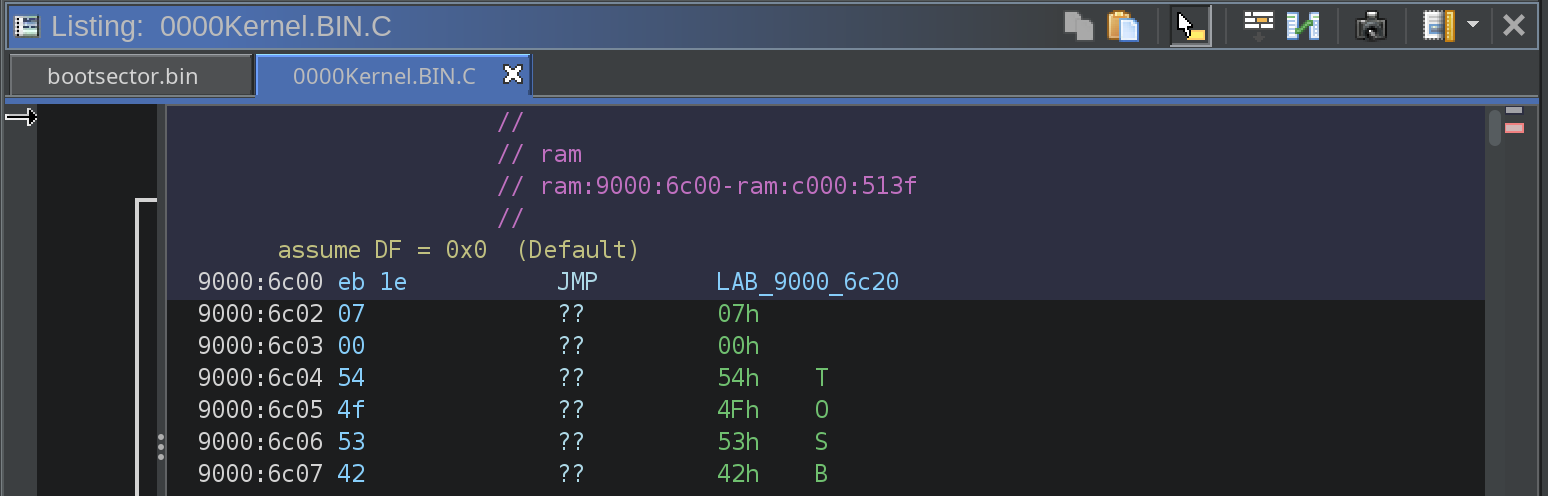 Listing: 0000Kernel.BIN.C
bootsector.bin 0000Kernel.BIN.C
//
// ram
// ram:9000:6c00-ram:c000:513f
//
assume DF = 0x0 (Default)
9000:6c00 eb 1e JMP LAB_9000_6c20
9000:6c02 07 ?? 07h
9000:6c03 00 ?? 00h
9000:6c04 54 ?? 54h T
9000:6c05 4f ?? 4Fh O
9000:6c06 53 ?? 53h S
9000:6c07 42 ?? 42h B